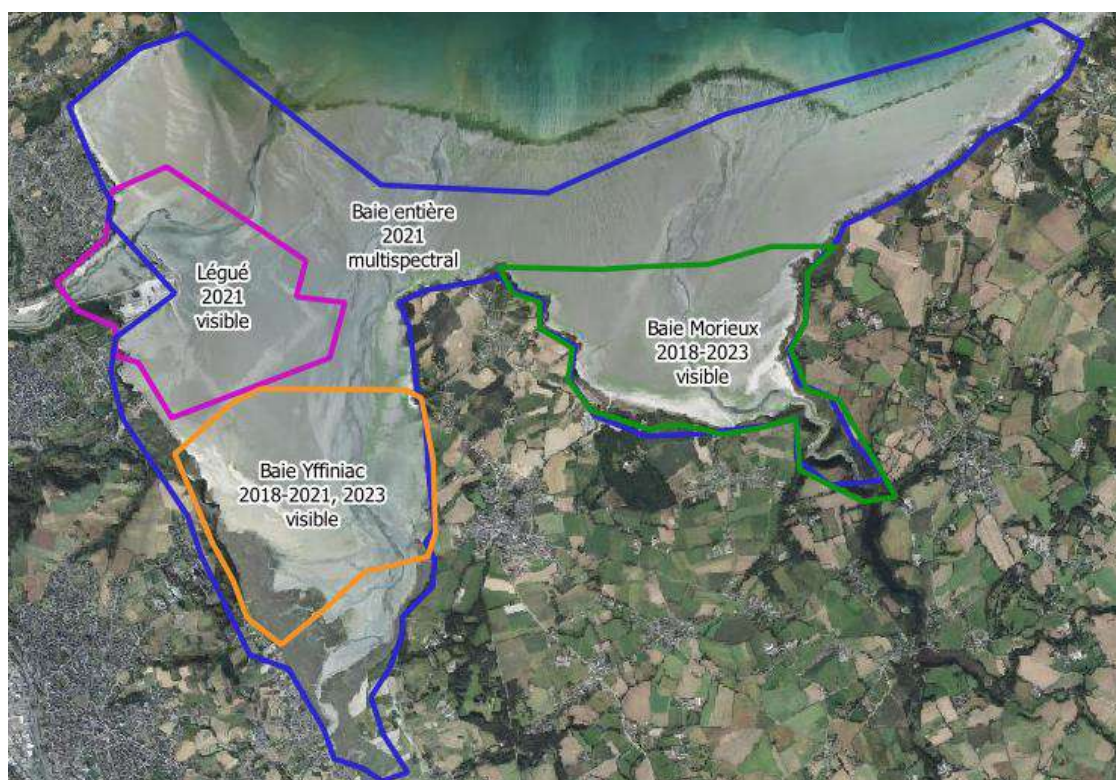 Baie entière
2021
multispectral
Légué
2021
visible
Baie Morieux
2018-2023
visible
Baie Yffiniac
2018-2021, 2023
visible